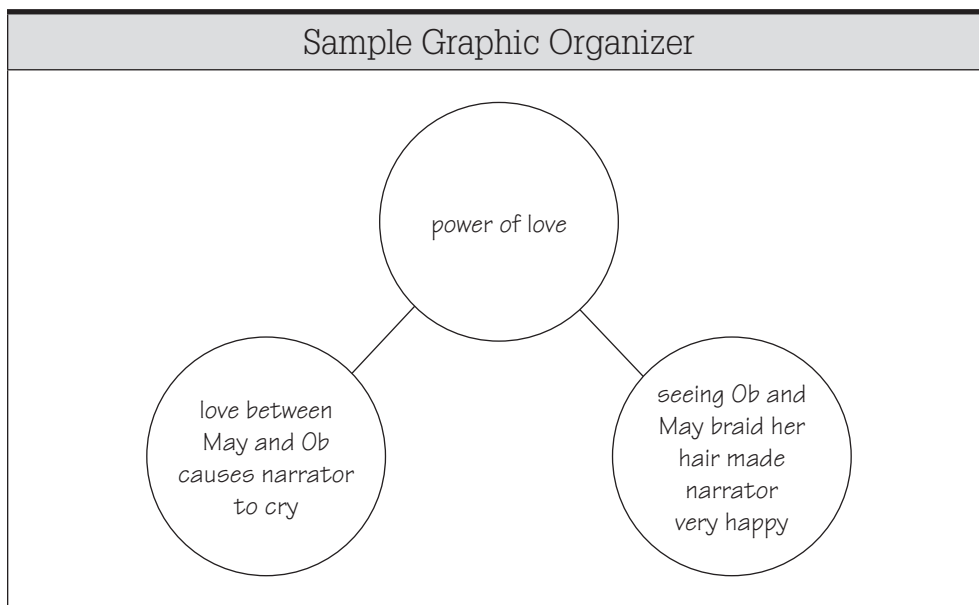 Sample Graphic Organizer
power of love
love between
May and Ob
causes narrator
to cry
seeing Ob and
May braid her
hair made
narrator
very happy